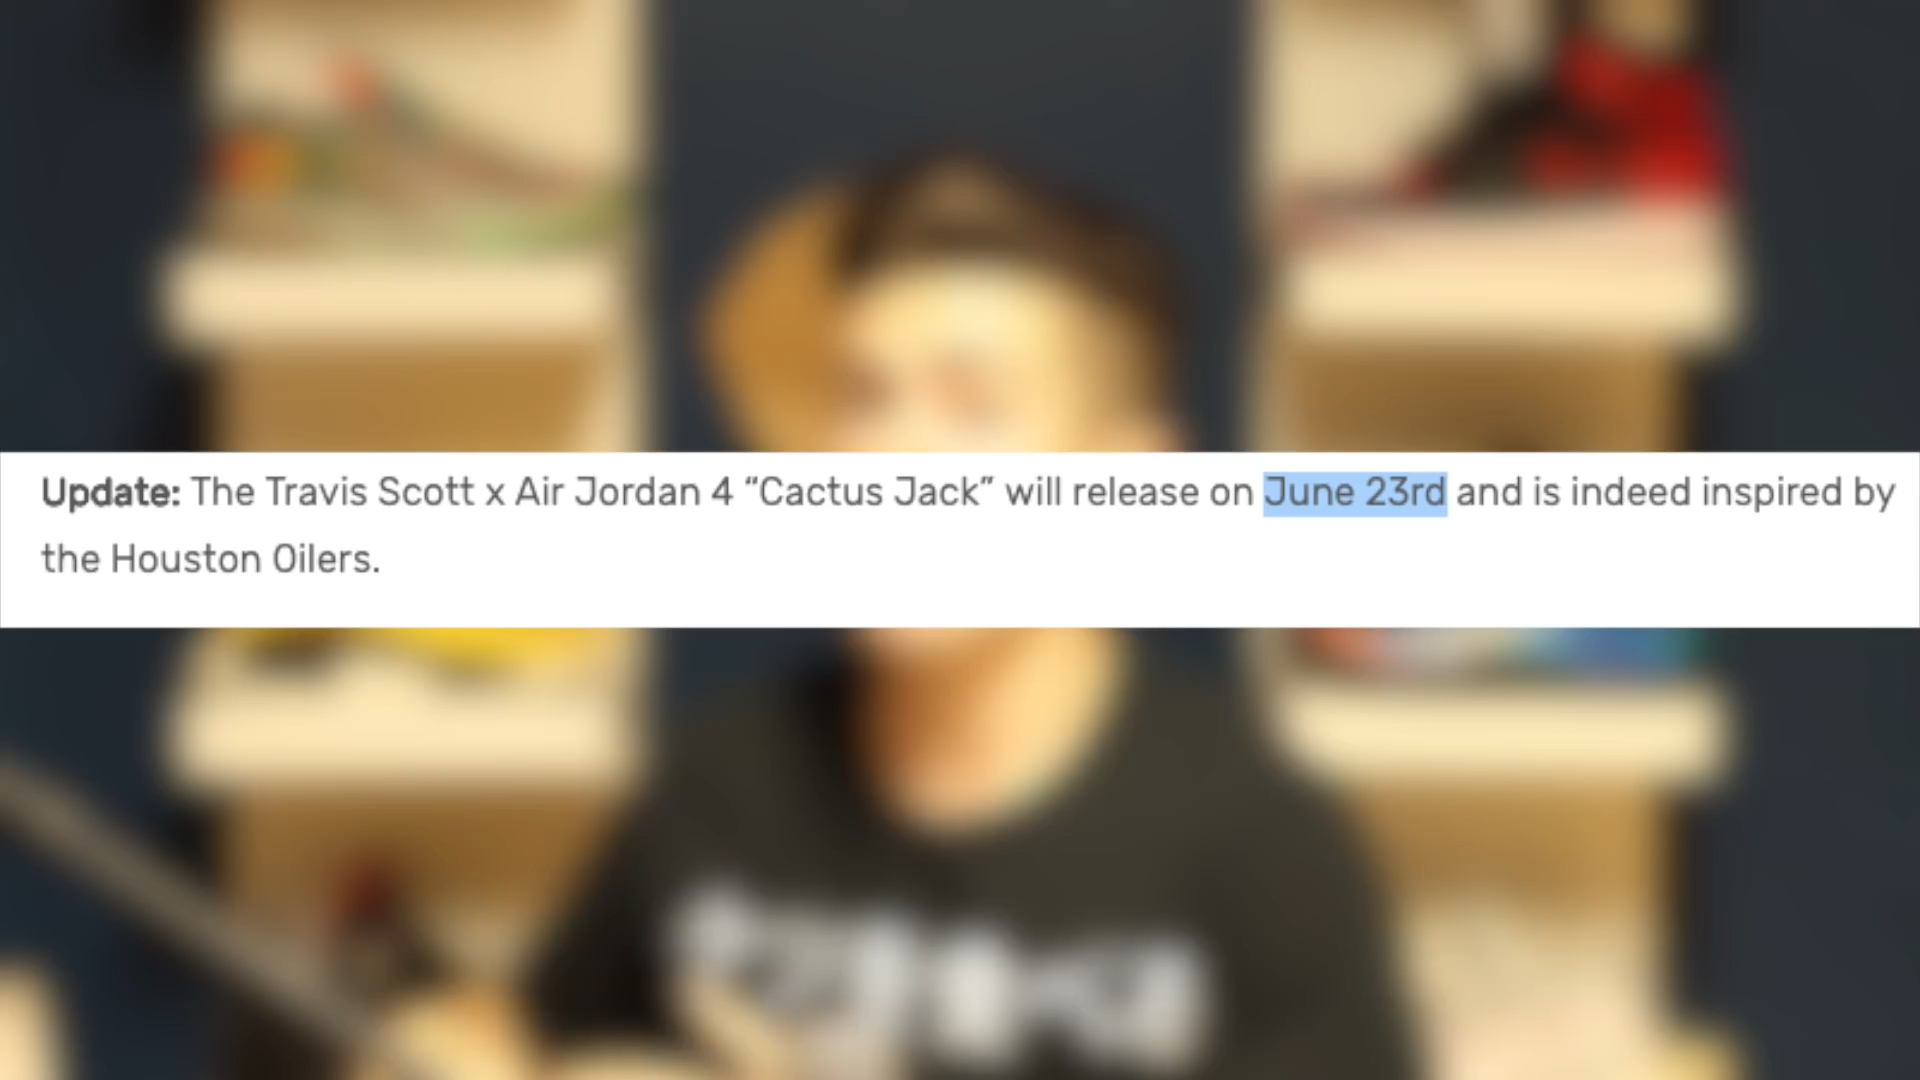 Update: The Travis Scott x Air Jordan 4 “Cactus Jack” will release on June 23rd and is indeed inspired by
the Houston Oilers.